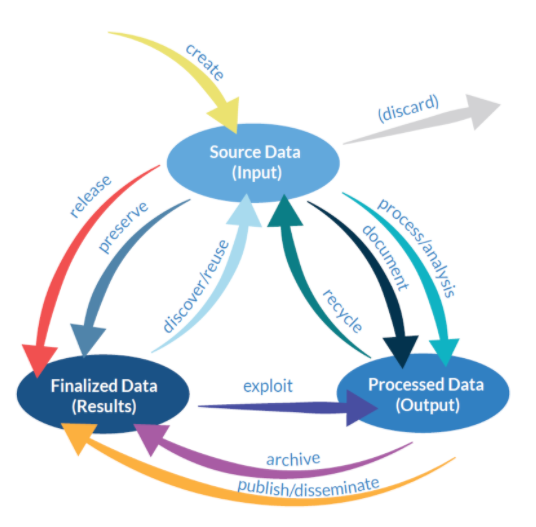 create
(discard)
Source Data
(Input)
release
preserve
discover/reuse
recycle
document
process/analysis
Finalized Data
(Results)
exploit
Processed Data
(Output)
archive
publish/disseminate